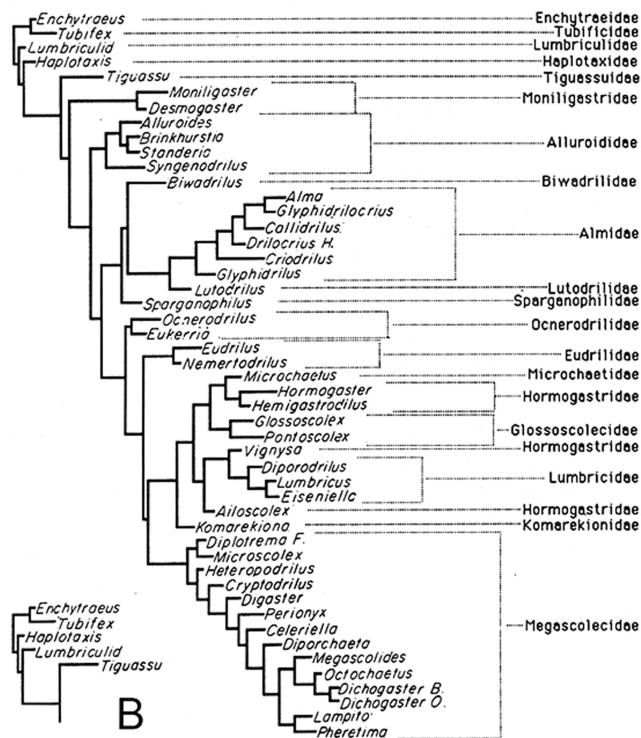 Enchytraeus Enchytraeidae
Tubifex Tubificidae
Lumbriculid Lumbriculidae
Haplotaxis Haplotaxidae
Tiguassu Tiguassuidae
Moniligaster Moniligastridae
Desmogaster
Alluroides
Brinkhurstia Alluroididae
Standeria
Syngenodrilus
Biwadrilus Biwadrilidae
Alma
Glyphidrilocrius
Callidrilus
Drilocrius H. Almidae
Criodrilus
Glyphidrilus
Lutodrilus Lutodrilidae
Sparganophilus Sparganophilidae
Ocnerodrilus Ocnerodrilidae
Eukerria
Eudrilus Eudrilidae
Nemertodrilus
Microchaetus Microchaetidae
Hormogaster Hormogastridae
Hemigastrodilus
Glossoscolex Glossoscolecidae
Pontoscolex
Vignysa Hormogastridae
Diporodrilus
Lumbricus Lumbricidae
Eiseniella
Ailoscolex Hormogastridae
Komarekiona Komarekionidae
Diplotrema F.
Microscolex
Heteropodrilus
Cryptodrilus
Digaster
Perionyx
Celeriella Megascolecidae
Diporchaeta
Megascolides
Octochaetus
Dichogaster B.
Dichogaster O.
Lampito
Pheretima
Enchytraeus
Tubifex
Haplotaxis
Lumbriculid
Tiguassu
B